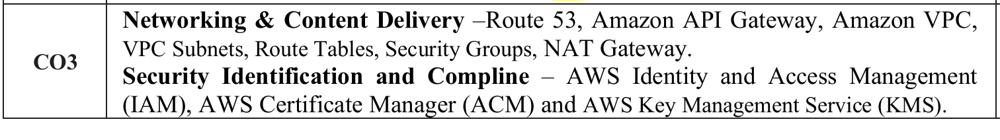 CO3
Networking & Content Delivery –Route 53, Amazon API Gateway, Amazon VPC,
VPC Subnets, Route Tables, Security Groups, NAT Gateway.
Security Identification and Compline – AWS Identity and Access Management
(IAM), AWS Certificate Manager (ACM) and AWS Key Management Service (KMS).